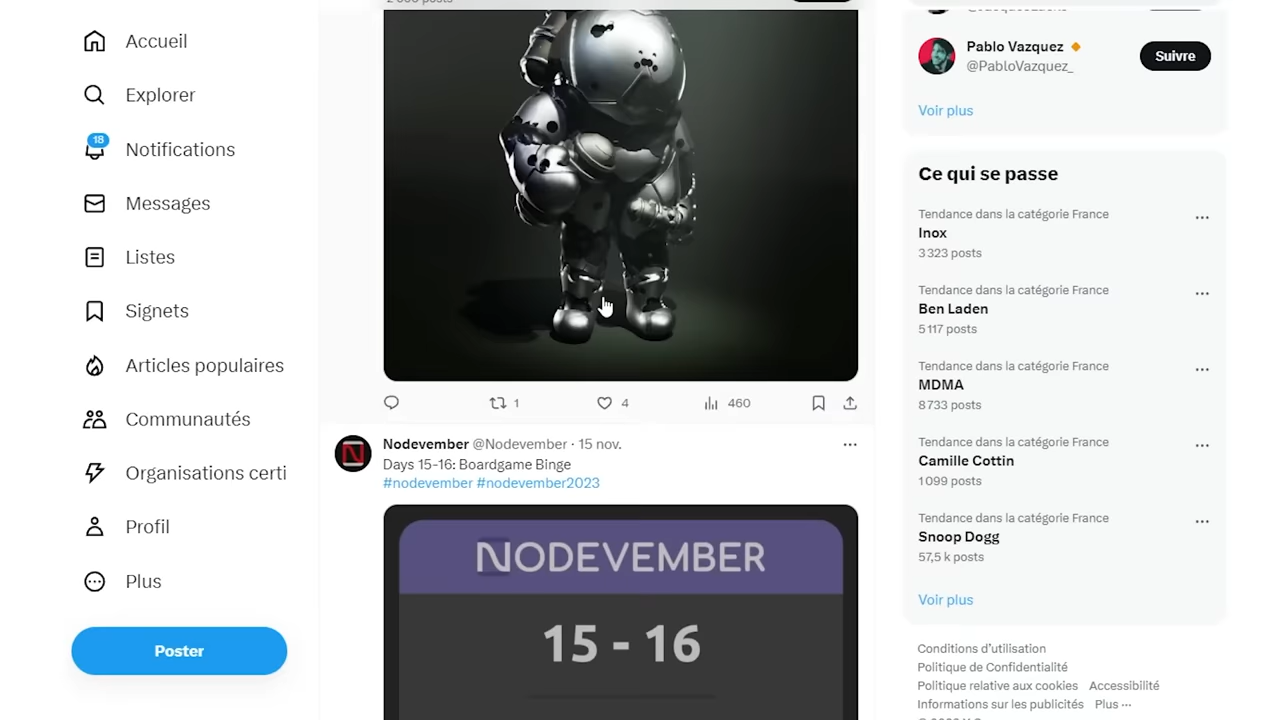 Accueil
Explorer
18
Notifications
Messages
Listes
Signets
Articles populaires
Communautés
Organisations certi
Profil
Plus
Poster
1
4
460
Nodevember @Nodevember · 15 nov.
Days 15-16: Boardgame Binge
#nodevember #nodevember2023
NODEVEMBER
15 - 16
Pablo Vazquez
@PabloVazquez_
Suivre
Voir plus
Ce qui se passe
Tendance dans la catégorie France
Inox
3 323 posts
Tendance dans la catégorie France
Ben Laden
5 117 posts
Tendance dans la catégorie France
MDMA
8 733 posts
Tendance dans la catégorie France
Camille Cottin
1 099 posts
Tendance dans la catégorie France
Snoop Dogg
57,5 k posts
Voir plus
Conditions d’utilisation
Politique de Confidentialité
Politique relative aux cookies Accessibilité
Informations sur les publicités Plus ···